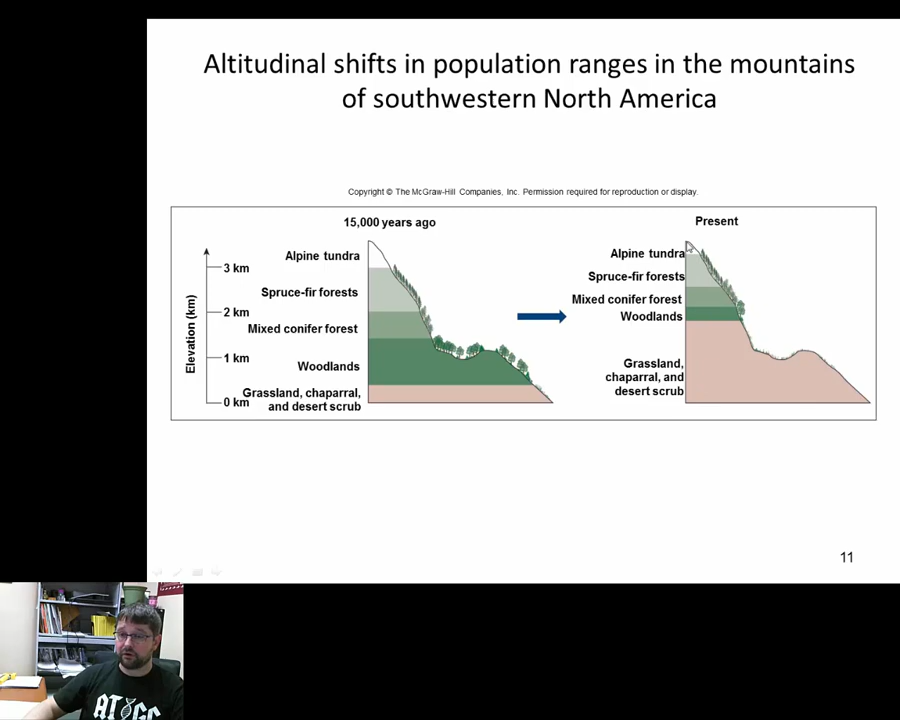 Altitudinal shifts in population ranges in the mountains
of southwestern North America
Copyright © The McGraw-Hill Companies, Inc. Permission required for reproduction or display.
15,000 years ago
Elevation (km)
3 km
2 km
1 km
0 km
Alpine tundra
Spruce-fir forests
Mixed conifer forest
Woodlands
Grassland, chaparral,
and desert scrub
Present
Alpine tundra
Spruce-fir forests
Mixed conifer forest
Woodlands
Grassland,
chaparral, and
desert scrub
11
AT
GC